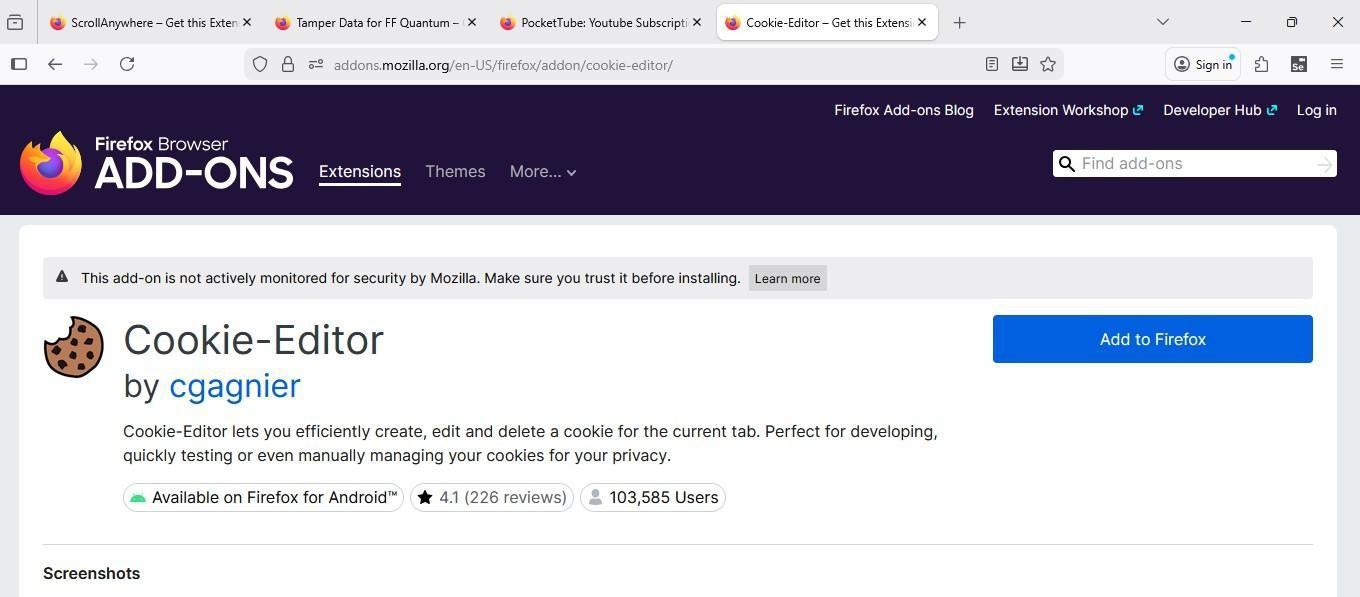 ScrollAnywhere – Get this Exten
Tamper Data for FF Quantum –
PocketTube: Youtube Subscripti
Cookie-Editor – Get this Extensi
addons.mozilla.org/en-US/firefox/addon/cookie-editor/
Sign in
Se
Firefox Add-ons Blog
Extension Workshop
Developer Hub
Log in
Firefox Browser
ADD-ONS
Extensions
Themes
More...
Find add-ons
This add-on is not actively monitored for security by Mozilla. Make sure you trust it before installing.
Learn more
Cookie-Editor
by cgagnier
Add to Firefox
Cookie-Editor lets you efficiently create, edit and delete a cookie for the current tab. Perfect for developing,
quickly testing or even manually managing your cookies for your privacy.
Available on Firefox for Android™
4.1 (226 reviews)
103,585 Users
Screenshots